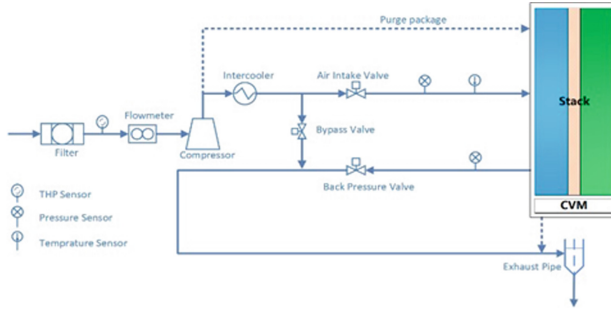 Purge package
Intercooler
Air Intake Valve
Stack
Flowmeter
Bypass Valve
Filter
Compressor
Back Pressure Valve
THP Sensor
CVM
Pressure Sensor
Temprature Sensor
Exhaust Pipe